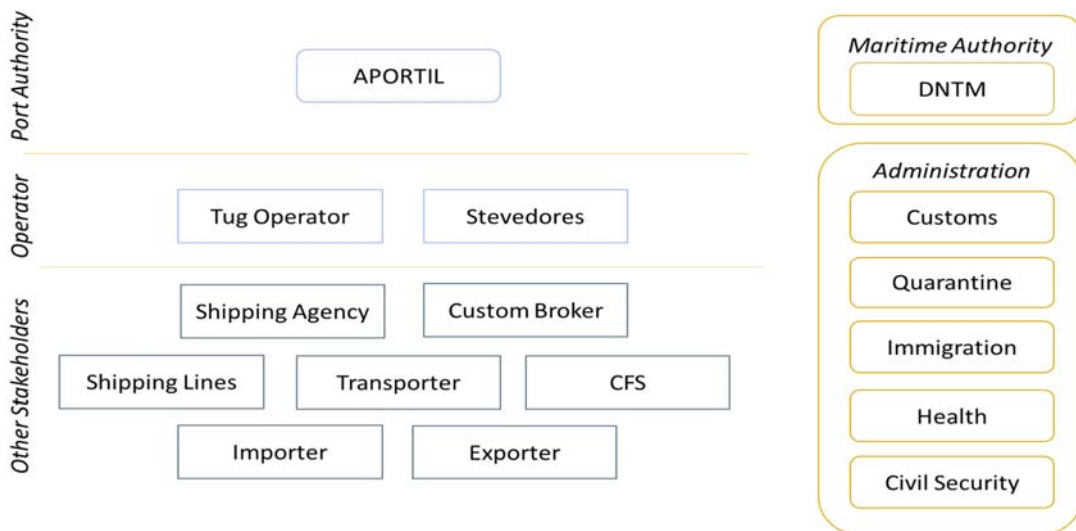 Port Authority
APORTIL
Operator
Tug Operator
Stevedores
Other Stakeholders
Shipping Agency
Custom Broker
Shipping Lines
Transporter
CFS
Importer
Exporter
Maritime Authority
DNTM
Administration
Customs
Quarantine
Immigration
Health
Civil Security